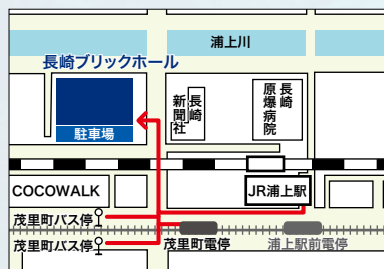 浦上川
長崎ブリックホール
長崎
新聞社
長崎
原爆病院
駐車場
COCOWALK
JR浦上駅
茂里町バス停
茂里町バス停
茂里町電停
浦上駅前電停